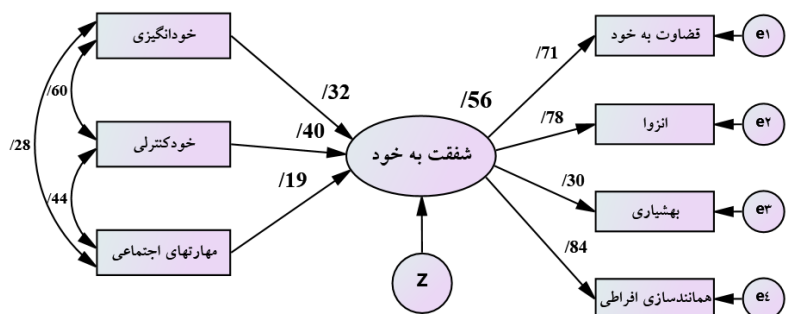 خودانگیزی
قضاوت به خود
e۱
/71
/32
/56
/60
/78
انزوا
e۲
/40
خودکنترلی
شفقت به خود
/28
/19
/30
/44
بهشیاری
e۳
مهارتهای اجتماعی
/84
Z
همانندسازی افراطی
e٤